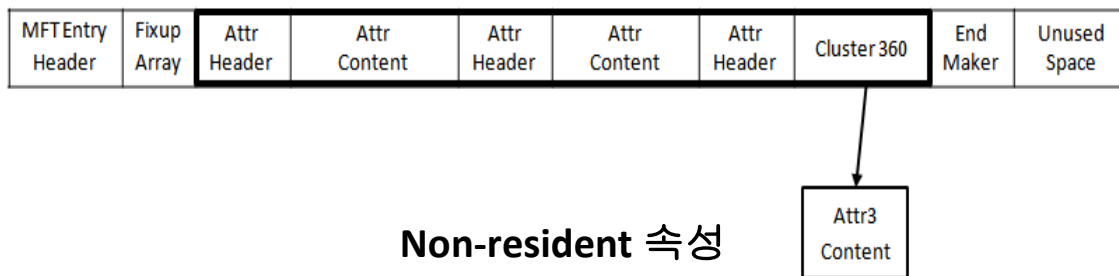 MFT Entry Header
Fixup Array
Attr Header
Attr Content
Attr Header
Attr Content
Attr Header
Cluster 360
End Maker
Unused Space
Attr3
Content
Non-resident 속성